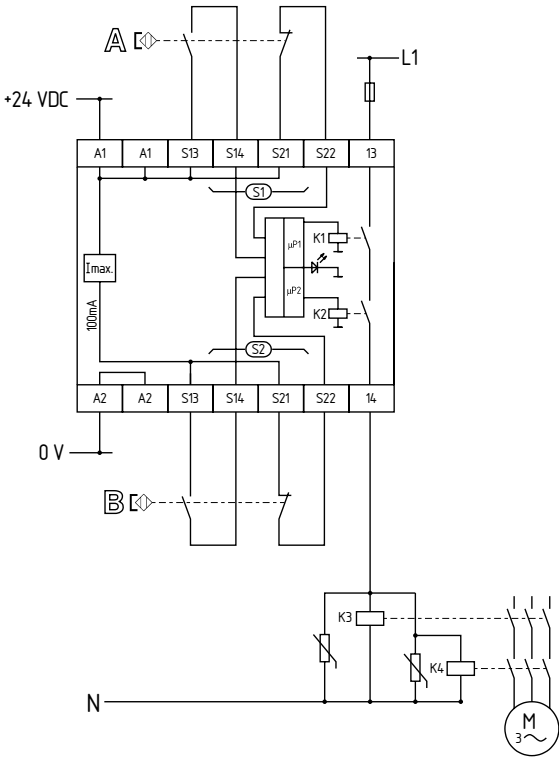 A
L1
+24 VDC
A1 A1 S13 S14 S21 S22 13
S1
µP1
K1
Imax.
100mA
µP2
K2
S2
A2 A2 S13 S14 S21 S22 14
0 V
B
K3
K4
N
M
3